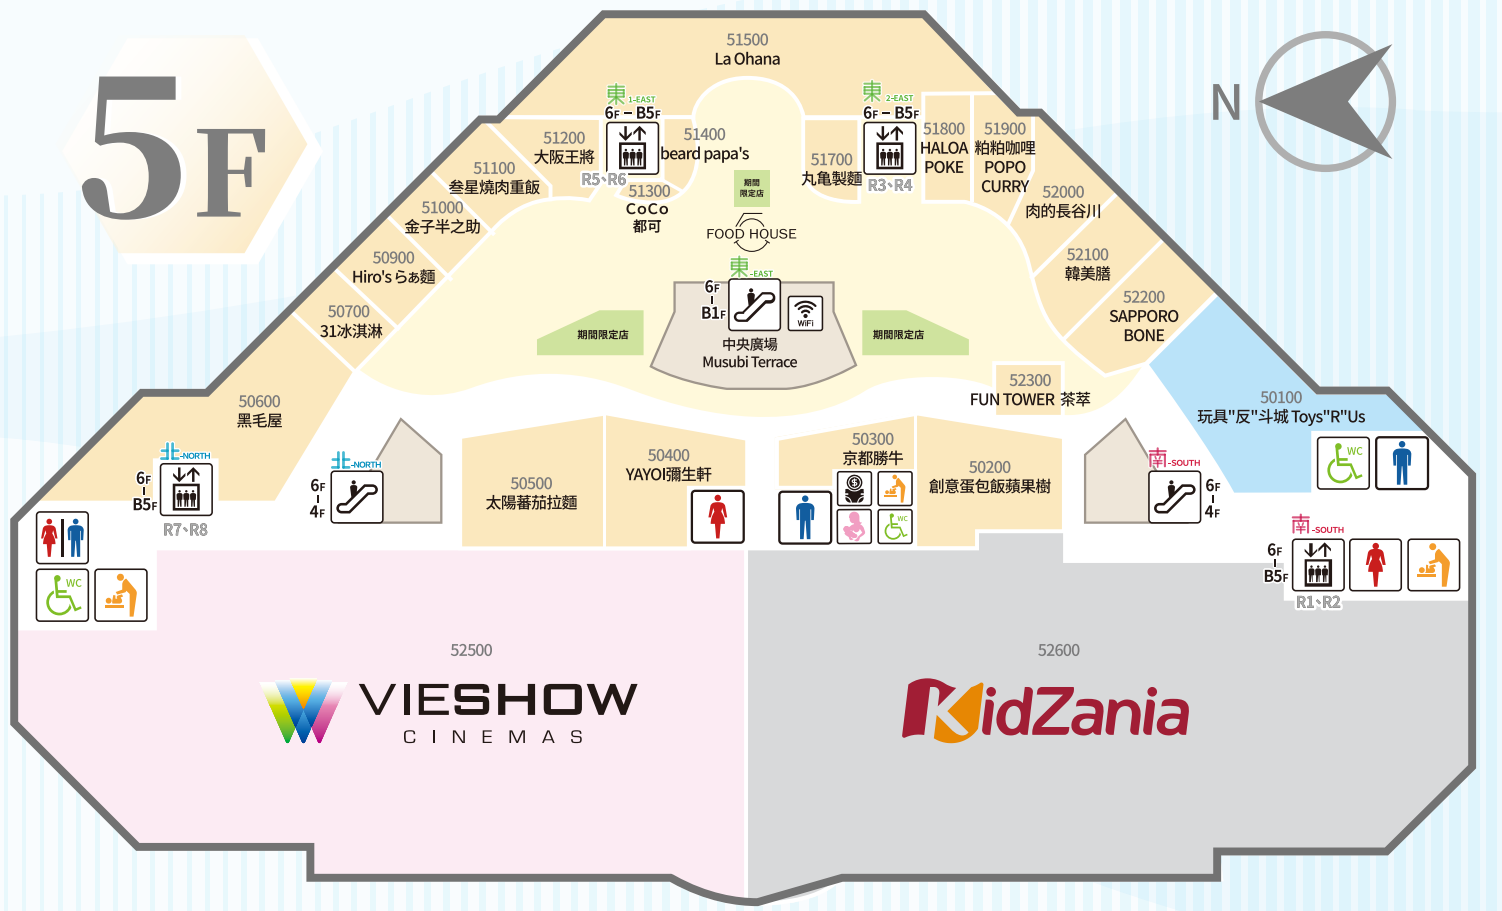 5F
N
51500
La Ohana
東 1-EAST
6F – B5F
R5、R6
東 2-EAST
6F – B5F
R3、R4
51200
大阪王將
51400
beard papa's
51300
CoCo
都可
51100
叁星燒肉重飯
51000
金子半之助
50900
Hiro's らぁ麵
50700
31冰淇淋
50600
黑毛屋
51700
丸亀製麵
51800
HALOA
POKE
51900
粕粕咖哩
POPO
CURRY
52000
肉的長谷川
52100
韓美膳
52200
SAPPORO
BONE
期間
限定店
FOOD HOUSE
東-EAST
6F
B1F
WiFi
中央廣場
Musubi Terrace
期間限定店
期間限定店
52300
FUN TOWER 茶萃
50100
玩具"反"斗城 Toys"R"Us
WC
北-NORTH
6F
B5F
R7、R8
北-NORTH
6F
4F
50500
太陽蕃茄拉麵
50400
YAYOI彌生軒
50300
京都勝牛
$
WC
50200
創意蛋包飯蘋果樹
南-SOUTH
6F
4F
南-SOUTH
6F
B5F
R1、R2
WC
52500
VIESHOW
CINEMAS
52600
KidZania